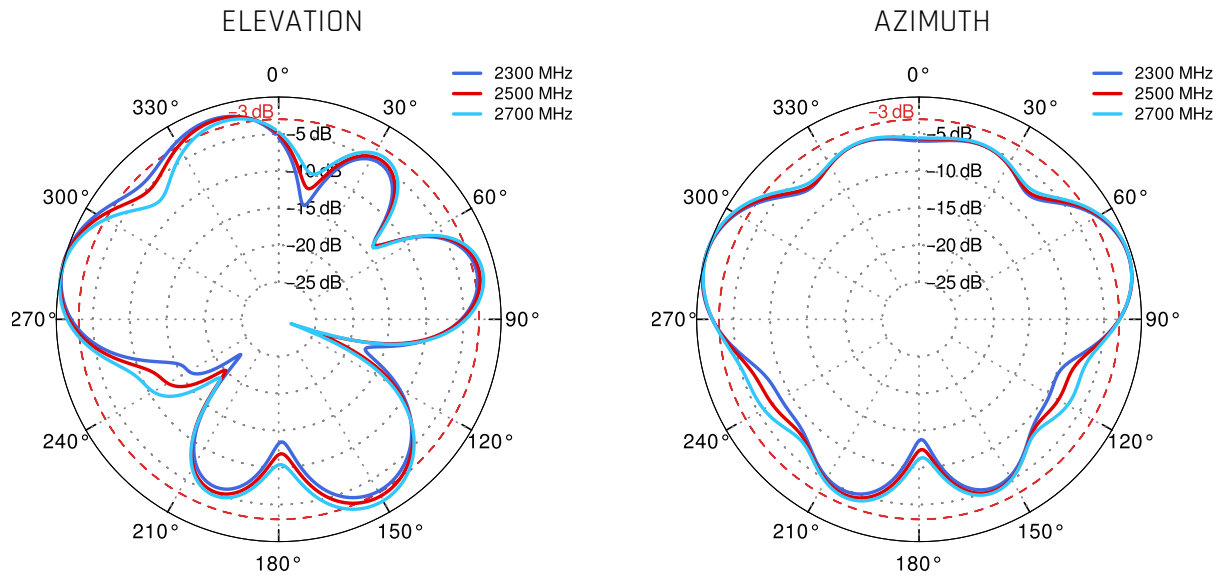 ELEVATION
0°
30°
60°
90°
120°
150°
180°
210°
240°
270°
300°
330°
−3 dB
−5 dB
−10 dB
−15 dB
−20 dB
−25 dB
2300 MHz
2500 MHz
2700 MHz
AZIMUTH
0°
30°
60°
90°
120°
150°
180°
210°
240°
270°
300°
330°
−3 dB
−5 dB
−10 dB
−15 dB
−20 dB
−25 dB
2300 MHz
2500 MHz
2700 MHz